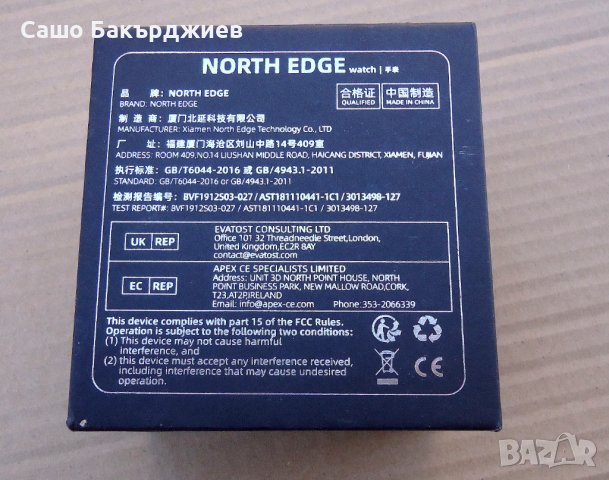 Сашо Бакърджиев
NORTH EDGE watch | 手表
品 牌: NORTH EDGE
BRAND: NORTH EDGE
合格证
QUALIFIED
中国制造
MADE IN CHINA
制 造 商: 厦门北延科技有限公司
MANUFACTURER: Xiamen North Edge Technology Co., LTD
厂 址: 福建厦门海沧区刘山中路14号409室
ADDRESS: ROOM 409.NO.14 LIUSHAN MIDDLE ROAD, HAICANG DISTRICT, XIAMEN, FUJIAN
执行标准: GB/T6044-2016 或 GB/4943.1-2011
STANDARD: GB/T6044-2016 or GB/4943.1-2011
检测报告编号: BVF1912S03-027 / AST181110441-1C1 / 3013498-127
TEST REPORT#: BVF1912S03-027 / AST181110441-1C1 / 3013498-127
UK REP
EVATOST CONSULTING LTD
Office 101 32 Threadneedle Street,London,
United Kingdom,EC2R 8AY
contact@evatost.com
EC REP
APEX CE SPECIALISTS LIMITED
Address: UNIT 3D NORTH POINT HOUSE, NORTH
POINT BUSINESS PARK, NEW MALLOW ROAD,CORK,
T23,AT2P,IRELAND
Email: info@apex-ce.com Phone:353-2066339
This device complies with part 15 of the FCC Rules.
Operation is subject to the following two conditions:
(1) This device may not cause harmful
interference, and
(2) this device must accept any interference received,
including interference that may cause undesired
operation.
CE
BAZAR.bg